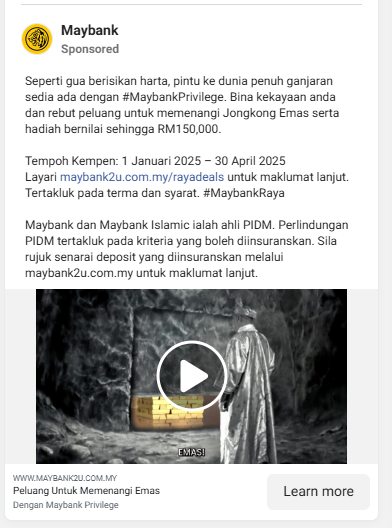 Maybank
Sponsored
Seperti gua berisikan harta, pintu ke dunia penuh ganjaran
sedia ada dengan #MaybankPrivilege. Bina kekayaan anda
dan rebut peluang untuk memenangi Jongkong Emas serta
hadiah bernilai sehingga RM150,000.
Tempoh Kempen: 1 Januari 2025 – 30 April 2025
Layari maybank2u.com.my/rayadeals untuk maklumat lanjut.
Tertakluk pada terma dan syarat. #MaybankRaya
Maybank dan Maybank Islamic ialah ahli PIDM. Perlindungan
PIDM tertakluk pada kriteria yang boleh diinsuranskan. Sila
rujuk senarai deposit yang diinsuranskan melalui
maybank2u.com.my untuk maklumat lanjut.
EMAS!
WWW.MAYBANK2U.COM.MY
Peluang Untuk Memenangi Emas
Dengan Maybank Privilege
Learn more